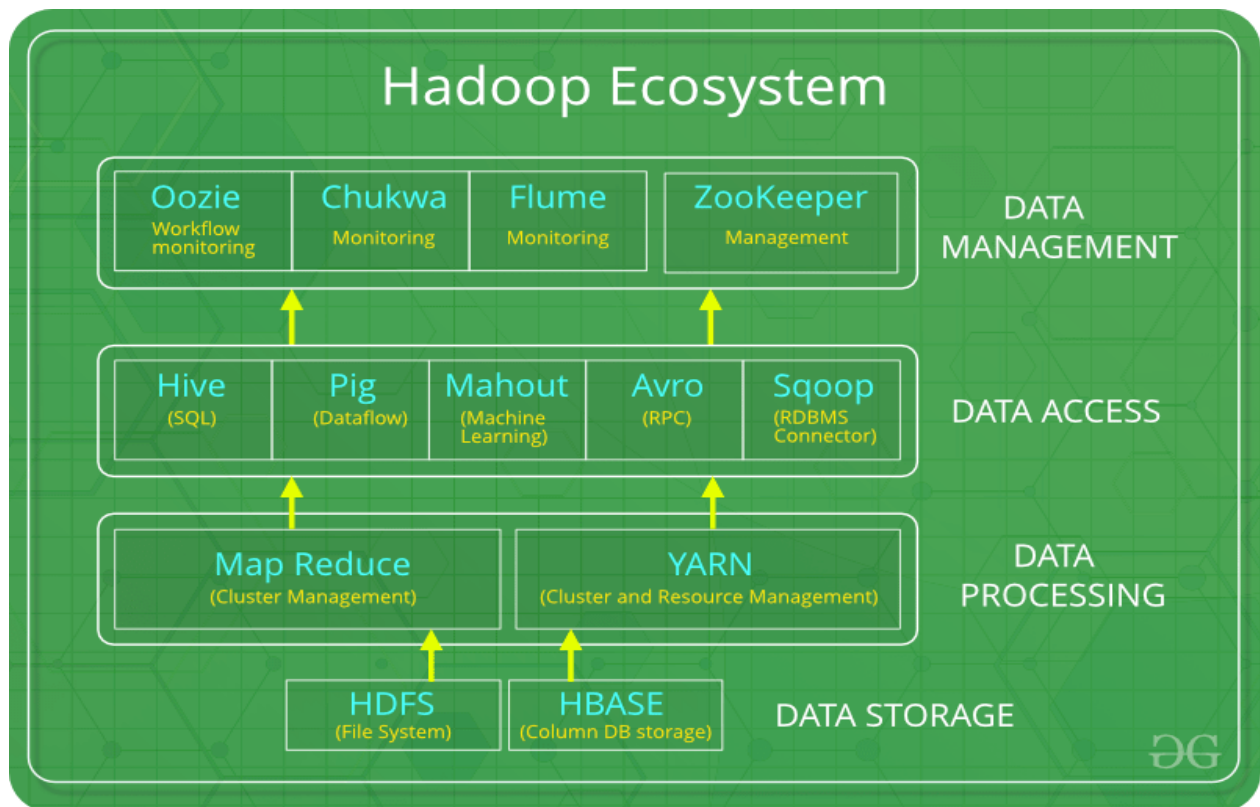 Hadoop Ecosystem
Oozie
Workflow
monitoring
Chukwa
Monitoring
Flume
Monitoring
ZooKeeper
Management
DATA
MANAGEMENT
Hive
(SQL)
Pig
(Dataflow)
Mahout
(Machine
Learning)
Avro
(RPC)
Sqoop
(RDBMS
Connector)
DATA ACCESS
Map Reduce
(Cluster Management)
YARN
(Cluster and Resource Management)
DATA
PROCESSING
HDFS
(File System)
HBASE
(Column DB storage)
DATA STORAGE
GG